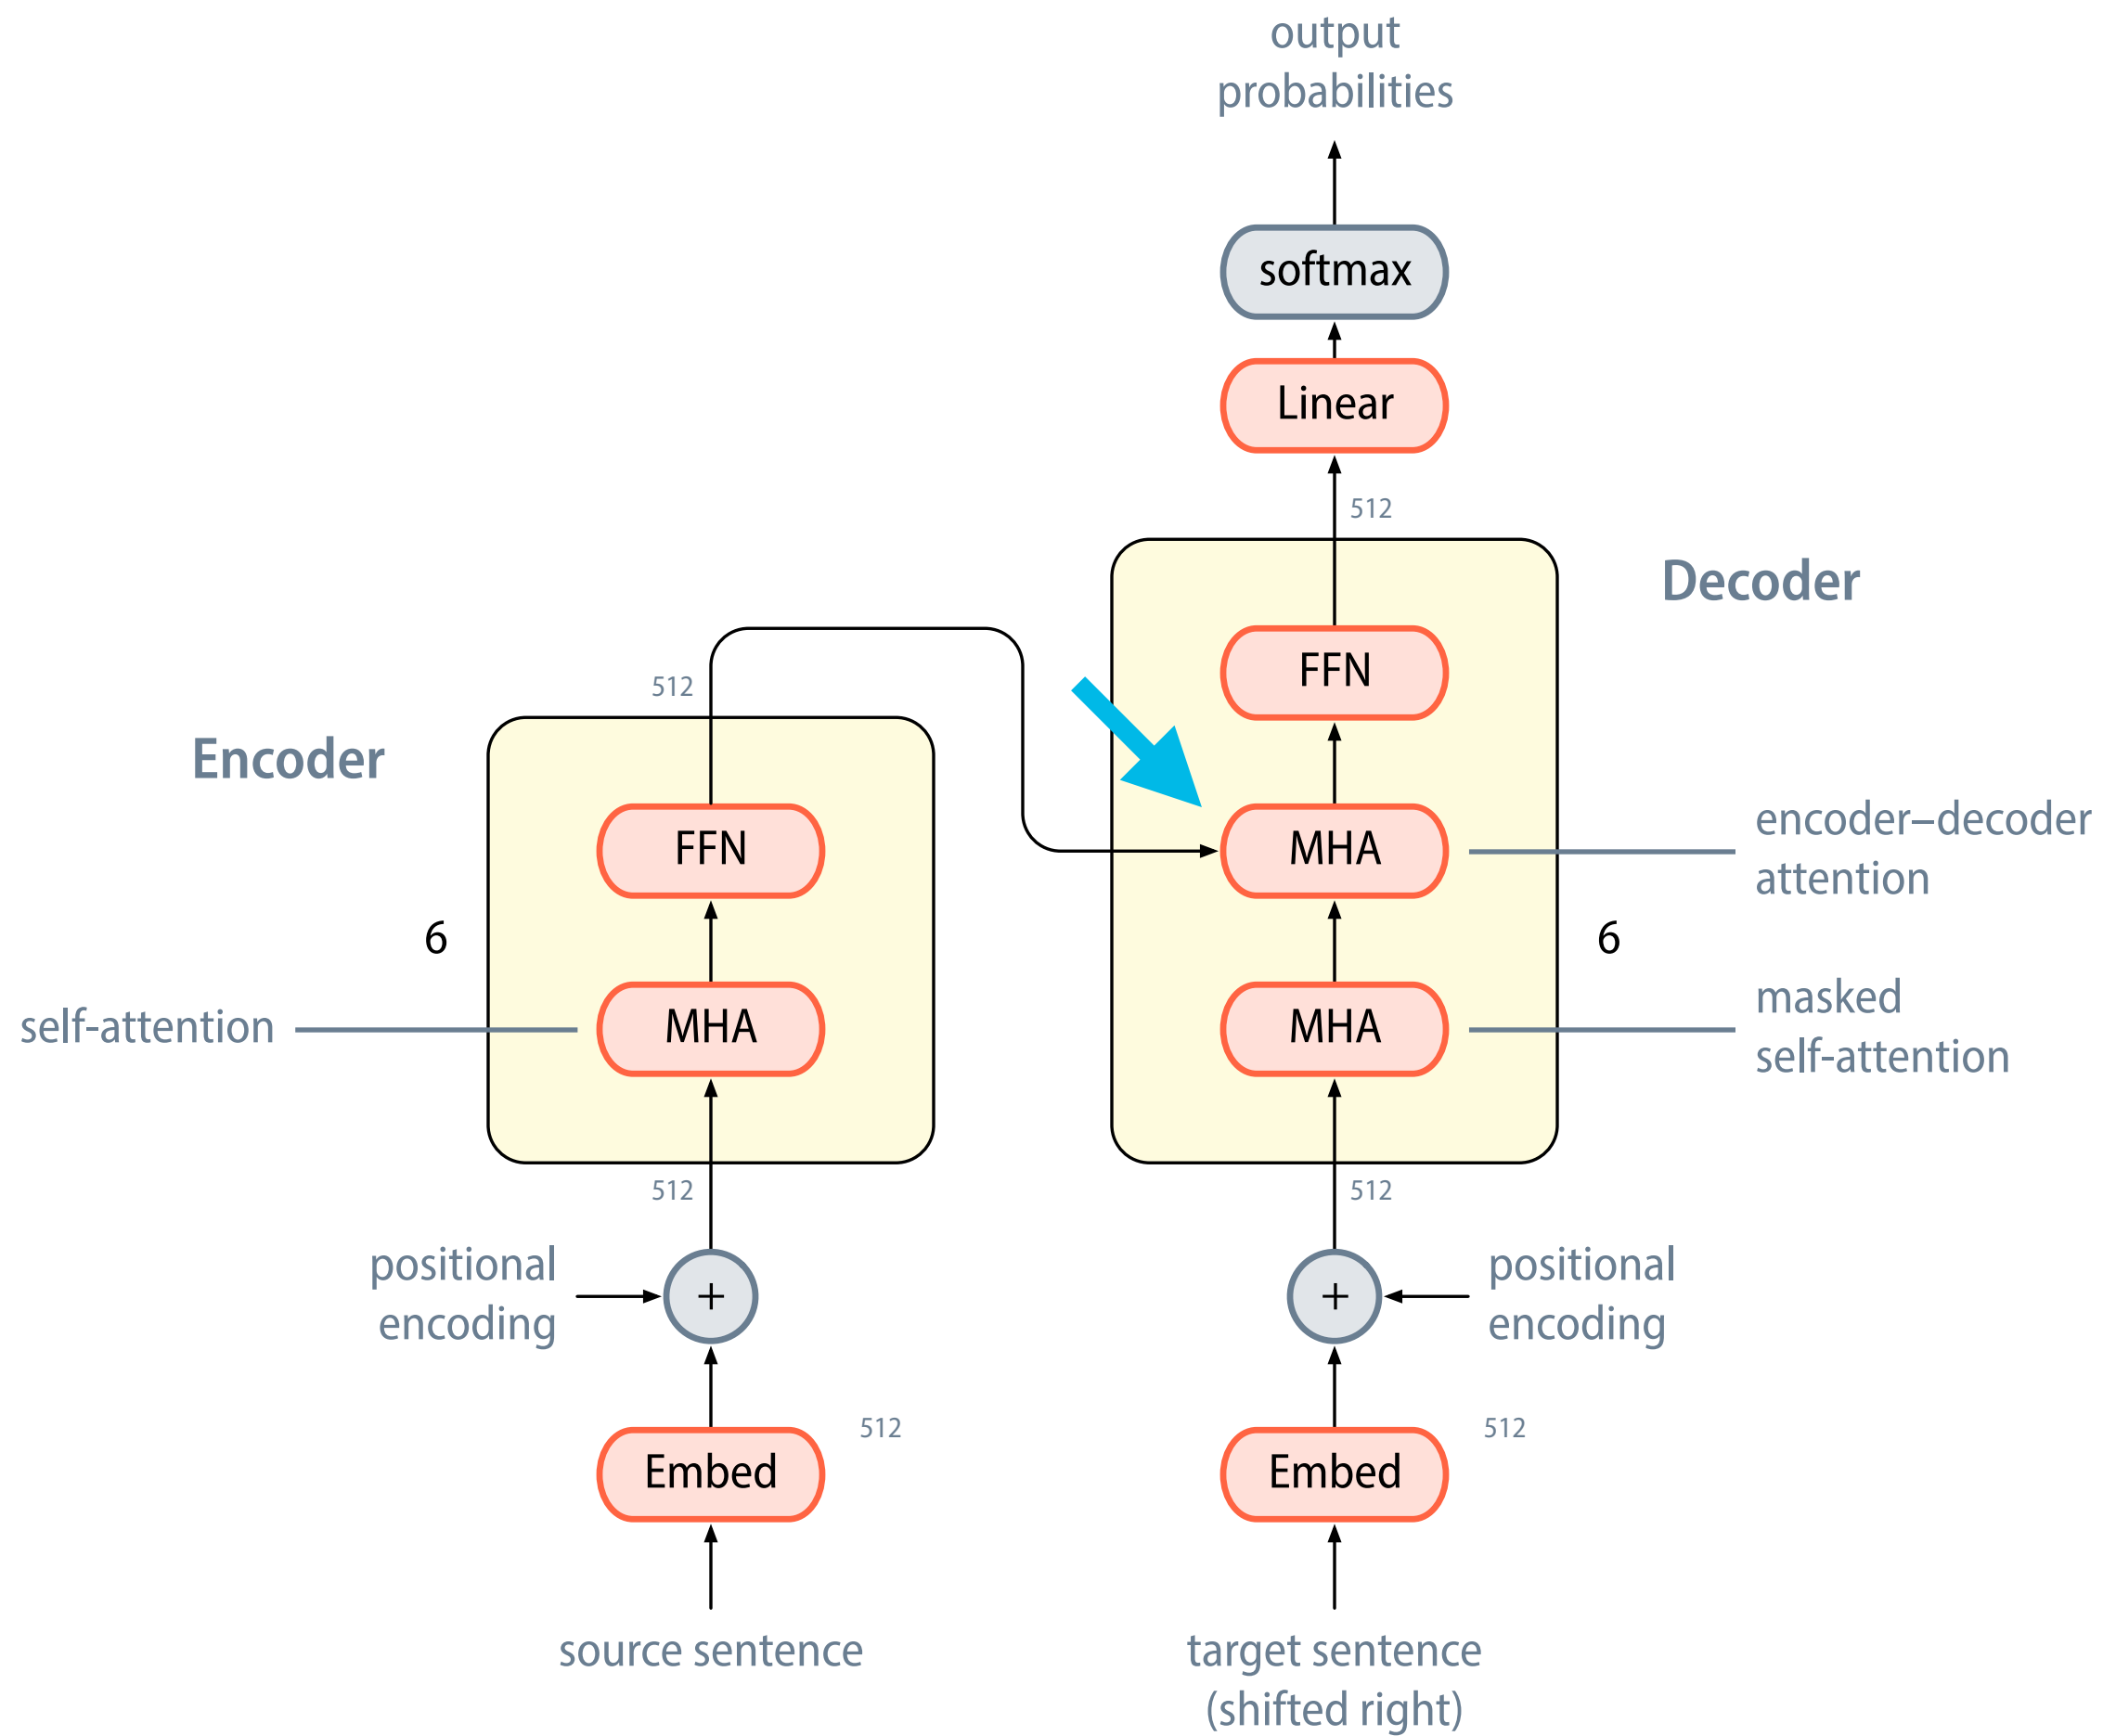 output
probabilities
softmax
Linear
512
Decoder
FFN
512
Encoder
FFN
MHA
encoder–decoder
attention
6
6
self-attention
MHA
MHA
masked
self-attention
512
512
positional
encoding
+
+
positional
encoding
512
512
Embed
Embed
source sentence
target sentence
(shifted right)